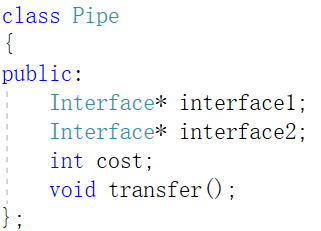 class Pipe
{
public:
    Interface* interface1;
    Interface* interface2;
    int cost;
    void transfer();
};